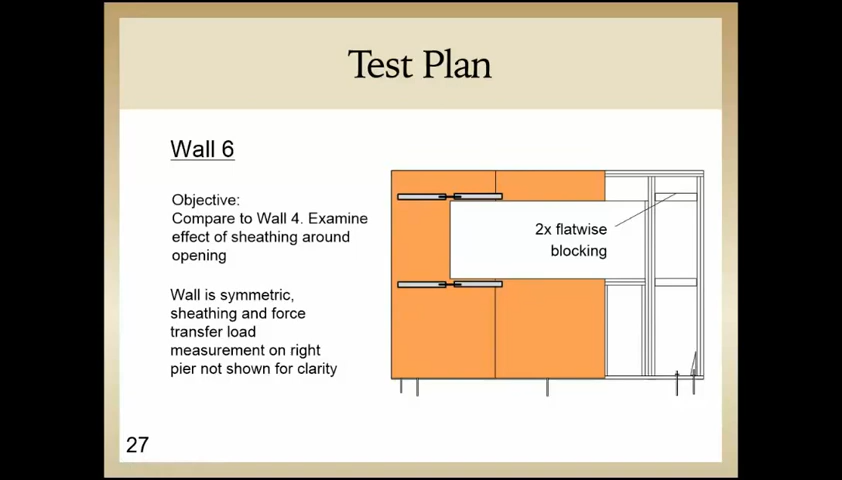 Test Plan
Wall 6
Objective:
Compare to Wall 4. Examine
effect of sheathing around
opening
Wall is symmetric,
sheathing and force
transfer load
measurement on right
pier not shown for clarity
2x flatwise
blocking
27